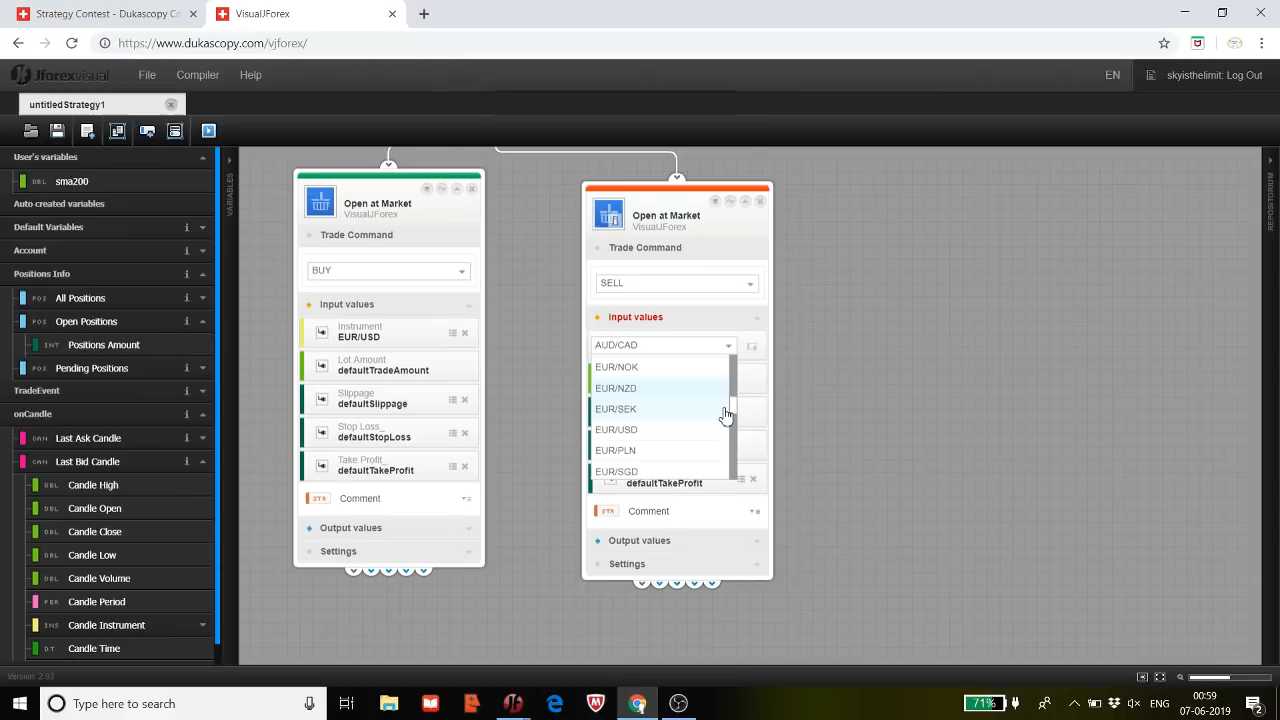 Strategy Contest - Dukascopy Co
VisualJForex
https://www.dukascopy.com/vjforex/
Jforexvisual
File
Compiler
Help
EN
skyisthelimit: Log Out
untitledStrategy1
User's variables
DBL sma200
Auto created variables
Default Variables
Account
Positions Info
POS All Positions
POS Open Positions
INT Positions Amount
POS Pending Positions
TradeEvent
onCandle
CAN Last Ask Candle
CAN Last Bid Candle
DBL Candle High
DBL Candle Open
DBL Candle Close
DBL Candle Low
DBL Candle Volume
PER Candle Period
INS Candle Instrument
DT Candle Time
Version: 2.93
VARIABLES
Open at Market
VisualJForex
Trade Command
BUY
Input values
Instrument
EUR/USD
Lot Amount
defaultTradeAmount
Slippage
defaultSlippage
Stop Loss_
defaultStopLoss
Take Profit_
defaultTakeProfit
STR Comment
Output values
Settings
Open at Market
VisualJForex
Trade Command
SELL
Input values
AUD/CAD
EUR/NOK
EUR/NZD
EUR/SEK
EUR/USD
EUR/PLN
EUR/SGD
defaultTakeProfit
STR Comment
Output values
Settings
REPOSITORIUM
Type here to search
71%
ENG
00:59
07-06-2019
2